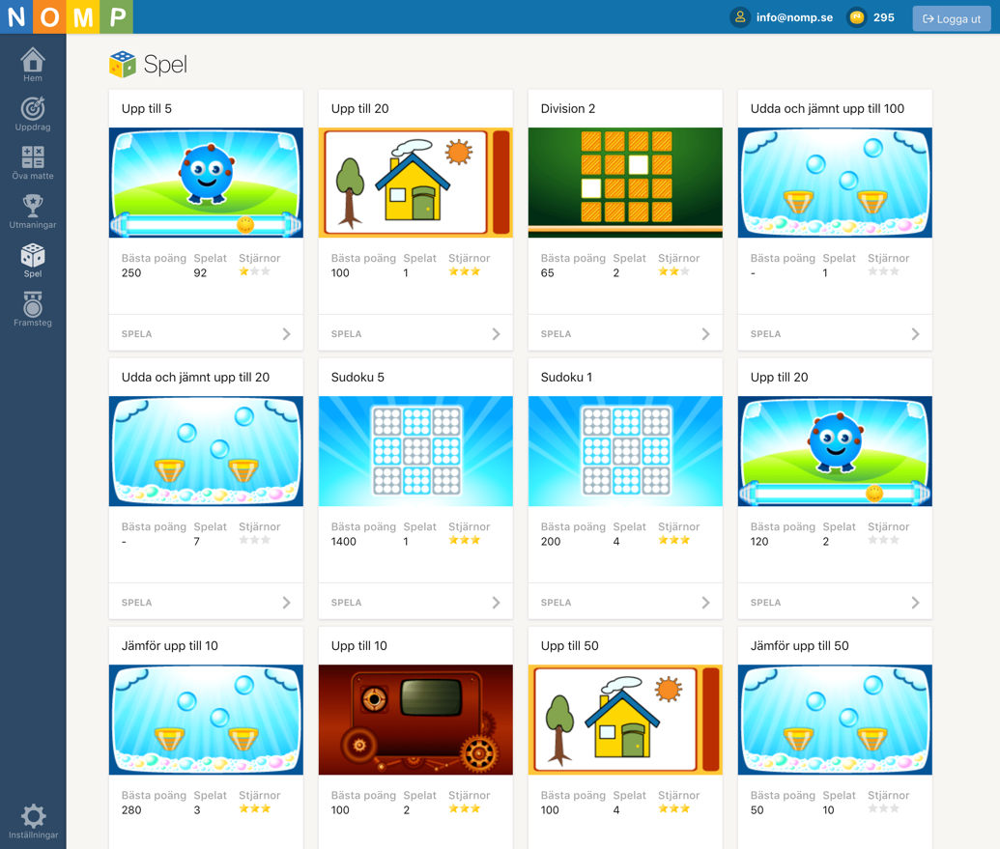 NOMP
info@nomp.se
295
Logga ut
Hem
Uppdrag
Öva matte
Utmaningar
Spel
Framsteg
Inställningar
Spel
Upp till 5
Bästa poäng Spelat Stjärnor
250 92
SPELA
Upp till 20
Bästa poäng Spelat Stjärnor
100 1
SPELA
Division 2
Bästa poäng Spelat Stjärnor
65 2
SPELA
Udda och jämnt upp till 100
Bästa poäng Spelat Stjärnor
- 1
SPELA
Udda och jämnt upp till 20
Bästa poäng Spelat Stjärnor
- 7
SPELA
Sudoku 5
Bästa poäng Spelat Stjärnor
1400 1
SPELA
Sudoku 1
Bästa poäng Spelat Stjärnor
200 4
SPELA
Upp till 20
Bästa poäng Spelat Stjärnor
120 2
SPELA
Jämför upp till 10
Bästa poäng Spelat Stjärnor
280 3
Upp till 10
Bästa poäng Spelat Stjärnor
100 2
Upp till 50
Bästa poäng Spelat Stjärnor
100 4
Jämför upp till 50
Bästa poäng Spelat Stjärnor
50 10